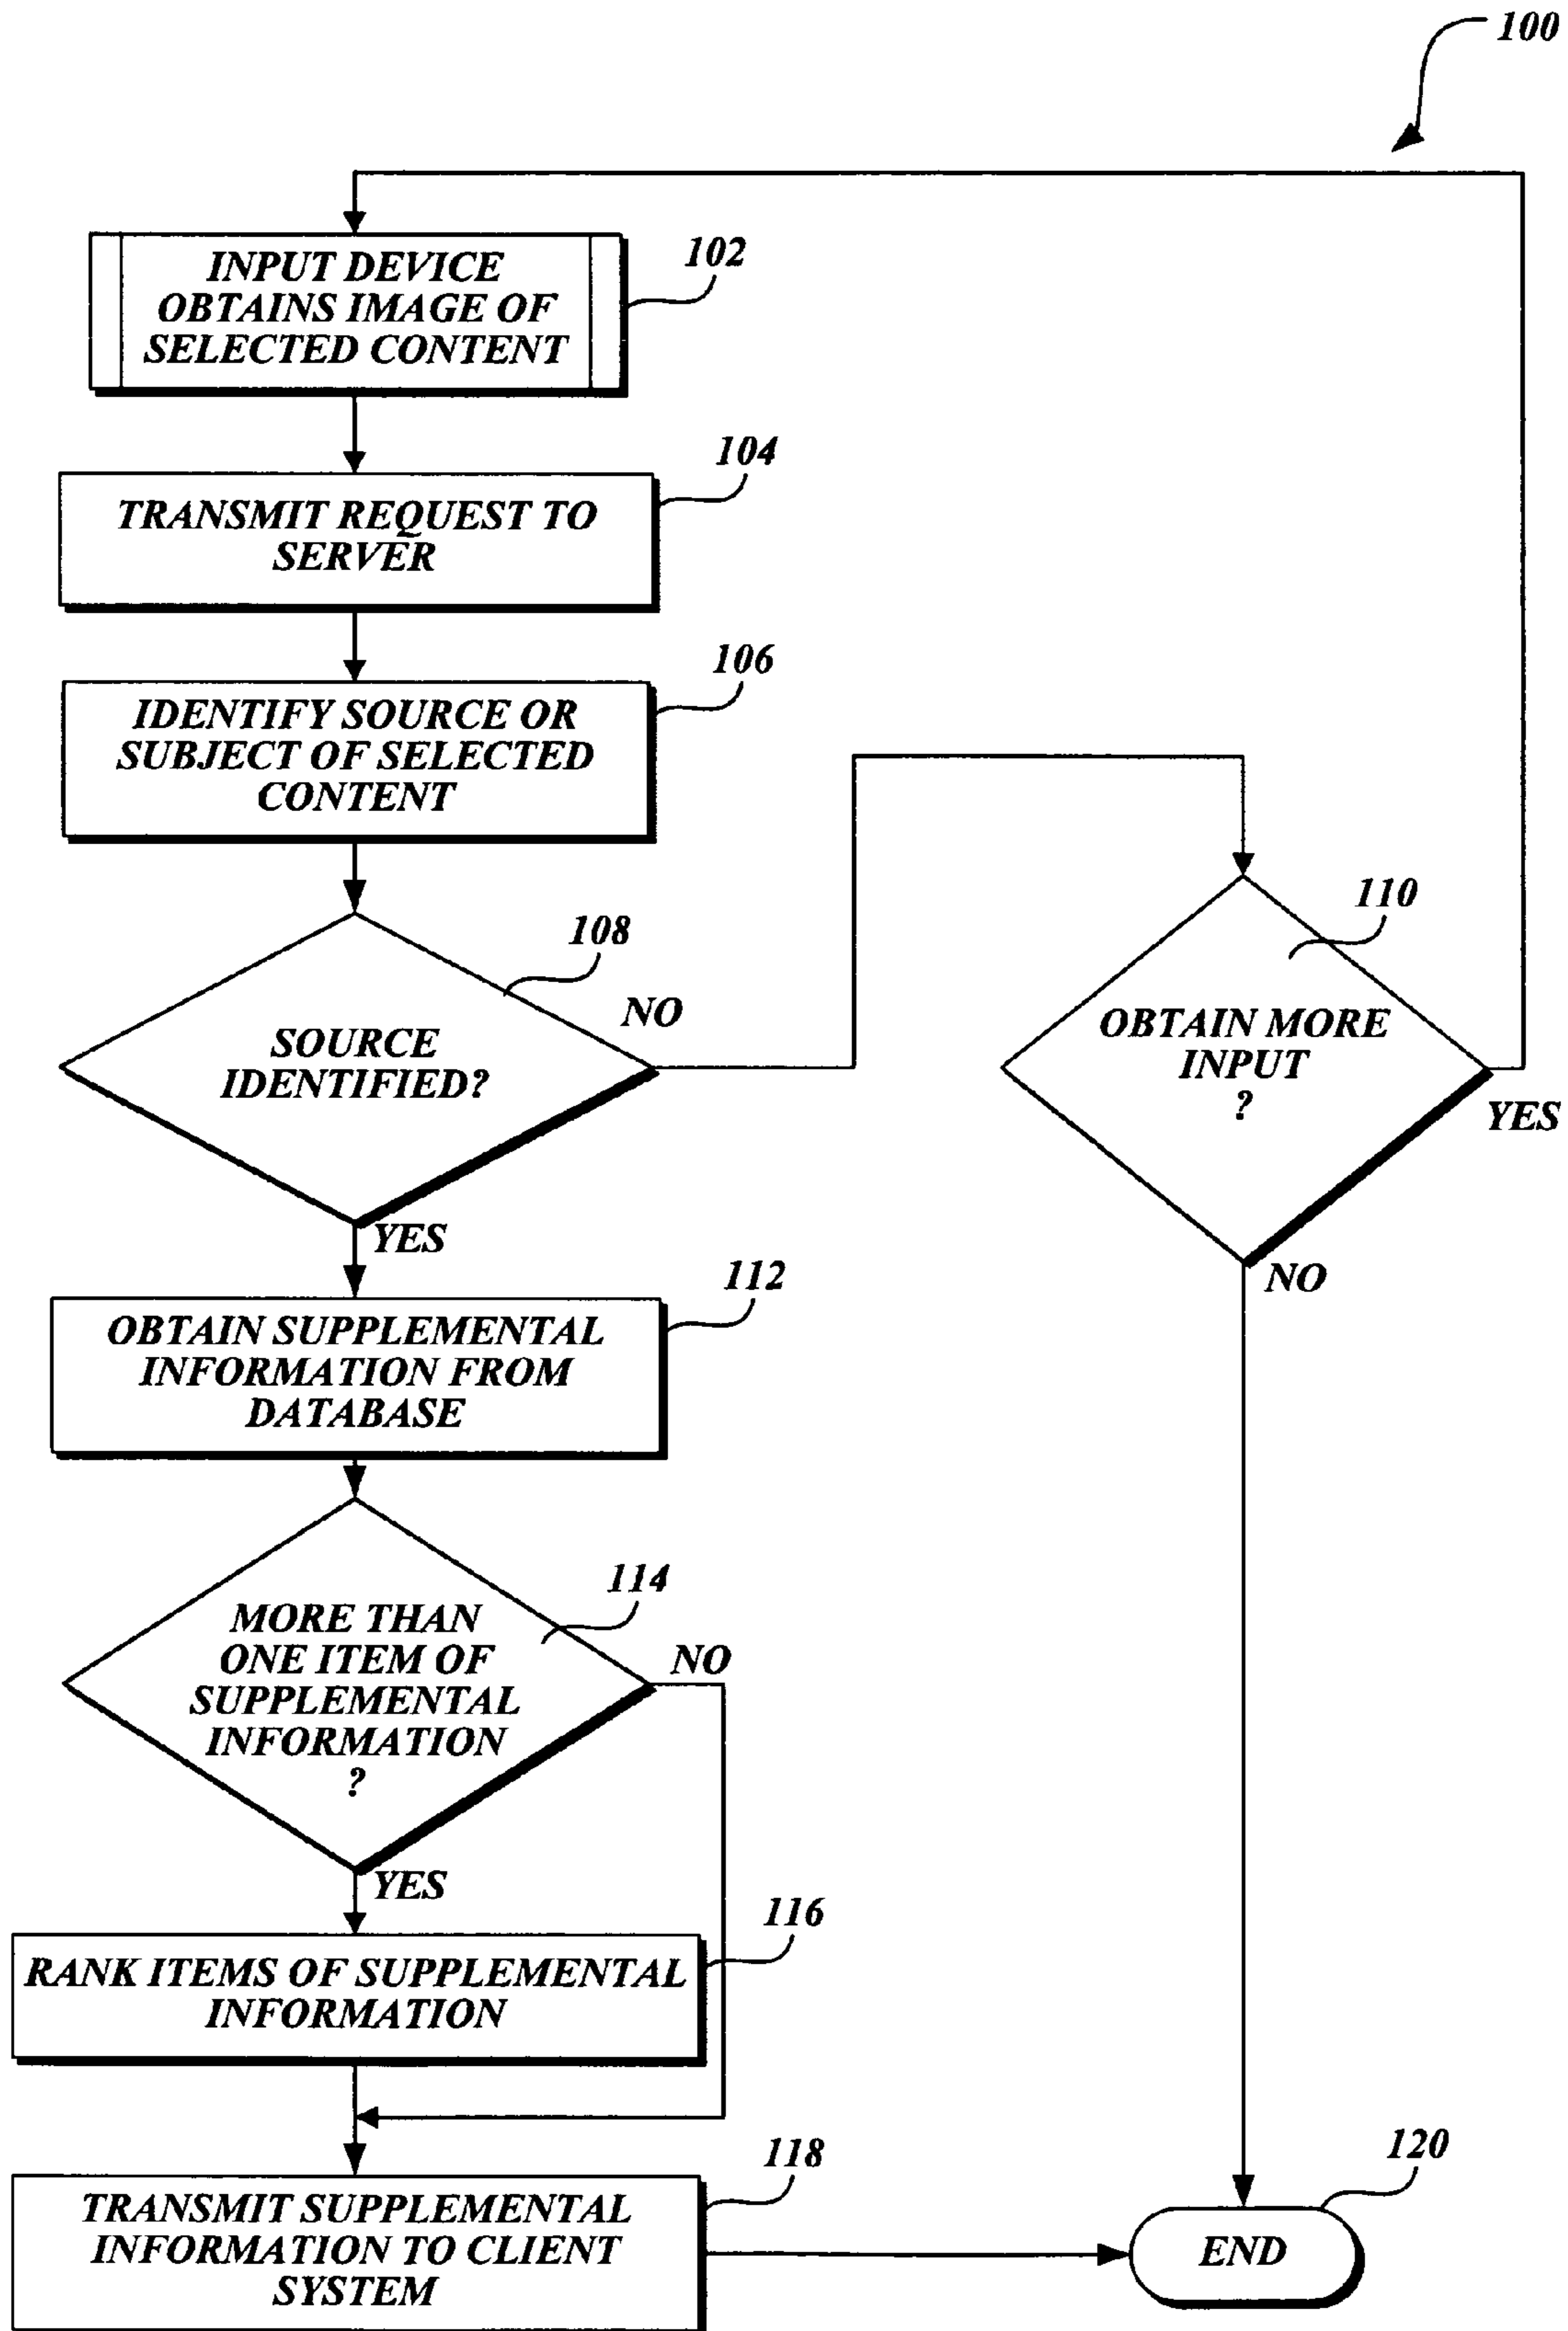 100
INPUT DEVICE
OBTAINS IMAGE OF
SELECTED CONTENT
102
TRANSMIT REQUEST TO
SERVER
104
IDENTIFY SOURCE OR
SUBJECT OF SELECTED
CONTENT
106
SOURCE
IDENTIFIED?
108
NO
YES
OBTAIN MORE
INPUT
?
110
YES
NO
OBTAIN SUPPLEMENTAL
INFORMATION FROM
DATABASE
112
MORE THAN
ONE ITEM OF
SUPPLEMENTAL
INFORMATION
?
114
NO
YES
RANK ITEMS OF SUPPLEMENTAL
INFORMATION
116
TRANSMIT SUPPLEMENTAL
INFORMATION TO CLIENT
SYSTEM
118
END
120